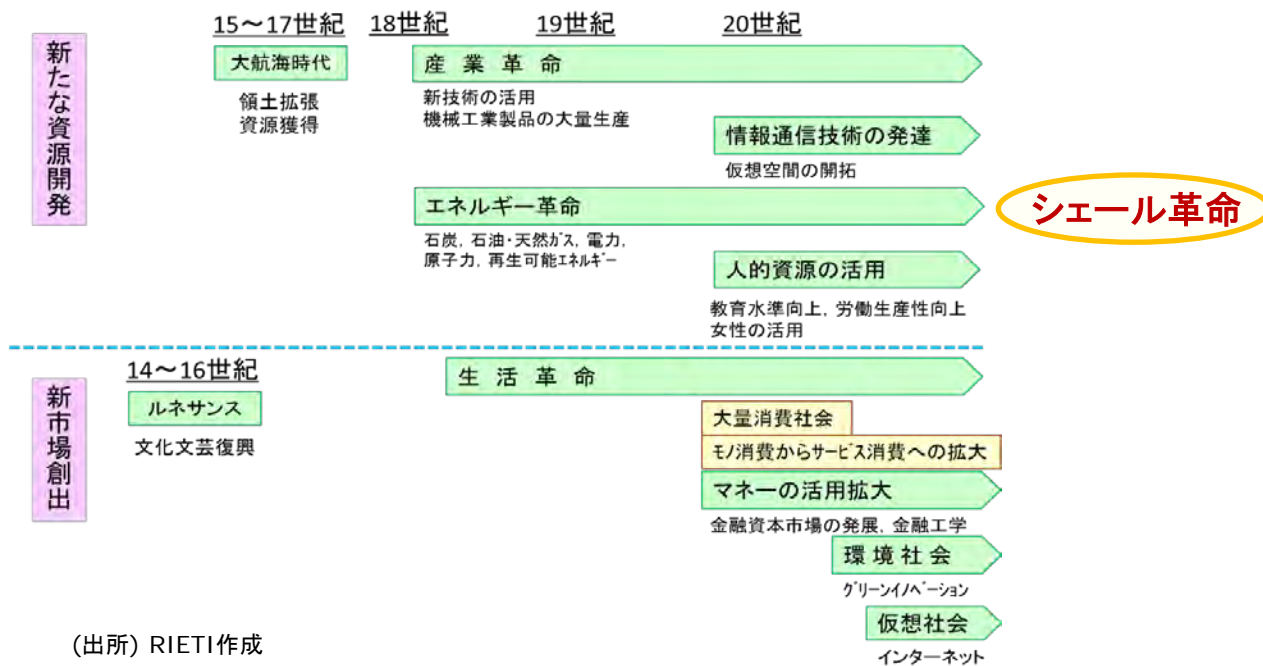 15～17世紀 18世紀 19世紀 20世紀
新たな資源開発
大航海時代
領土拡張
資源獲得
産業革命
新技術の活用
機械工業製品の大量生産
情報通信技術の発達
仮想空間の開拓
エネルギー革命
石炭, 石油・天然ガス, 電力,
原子力, 再生可能エネルギー
シェール革命
人的資源の活用
教育水準向上, 労働生産性向上
女性の活用
新市場創出
14～16世紀
ルネサンス
文化文芸復興
生活革命
大量消費社会
モノ消費からサービス消費への拡大
マネーの活用拡大
金融資本市場の発展, 金融工学
環境社会
グリーンイノベーション
仮想社会
インターネット
(出所) RIETI作成